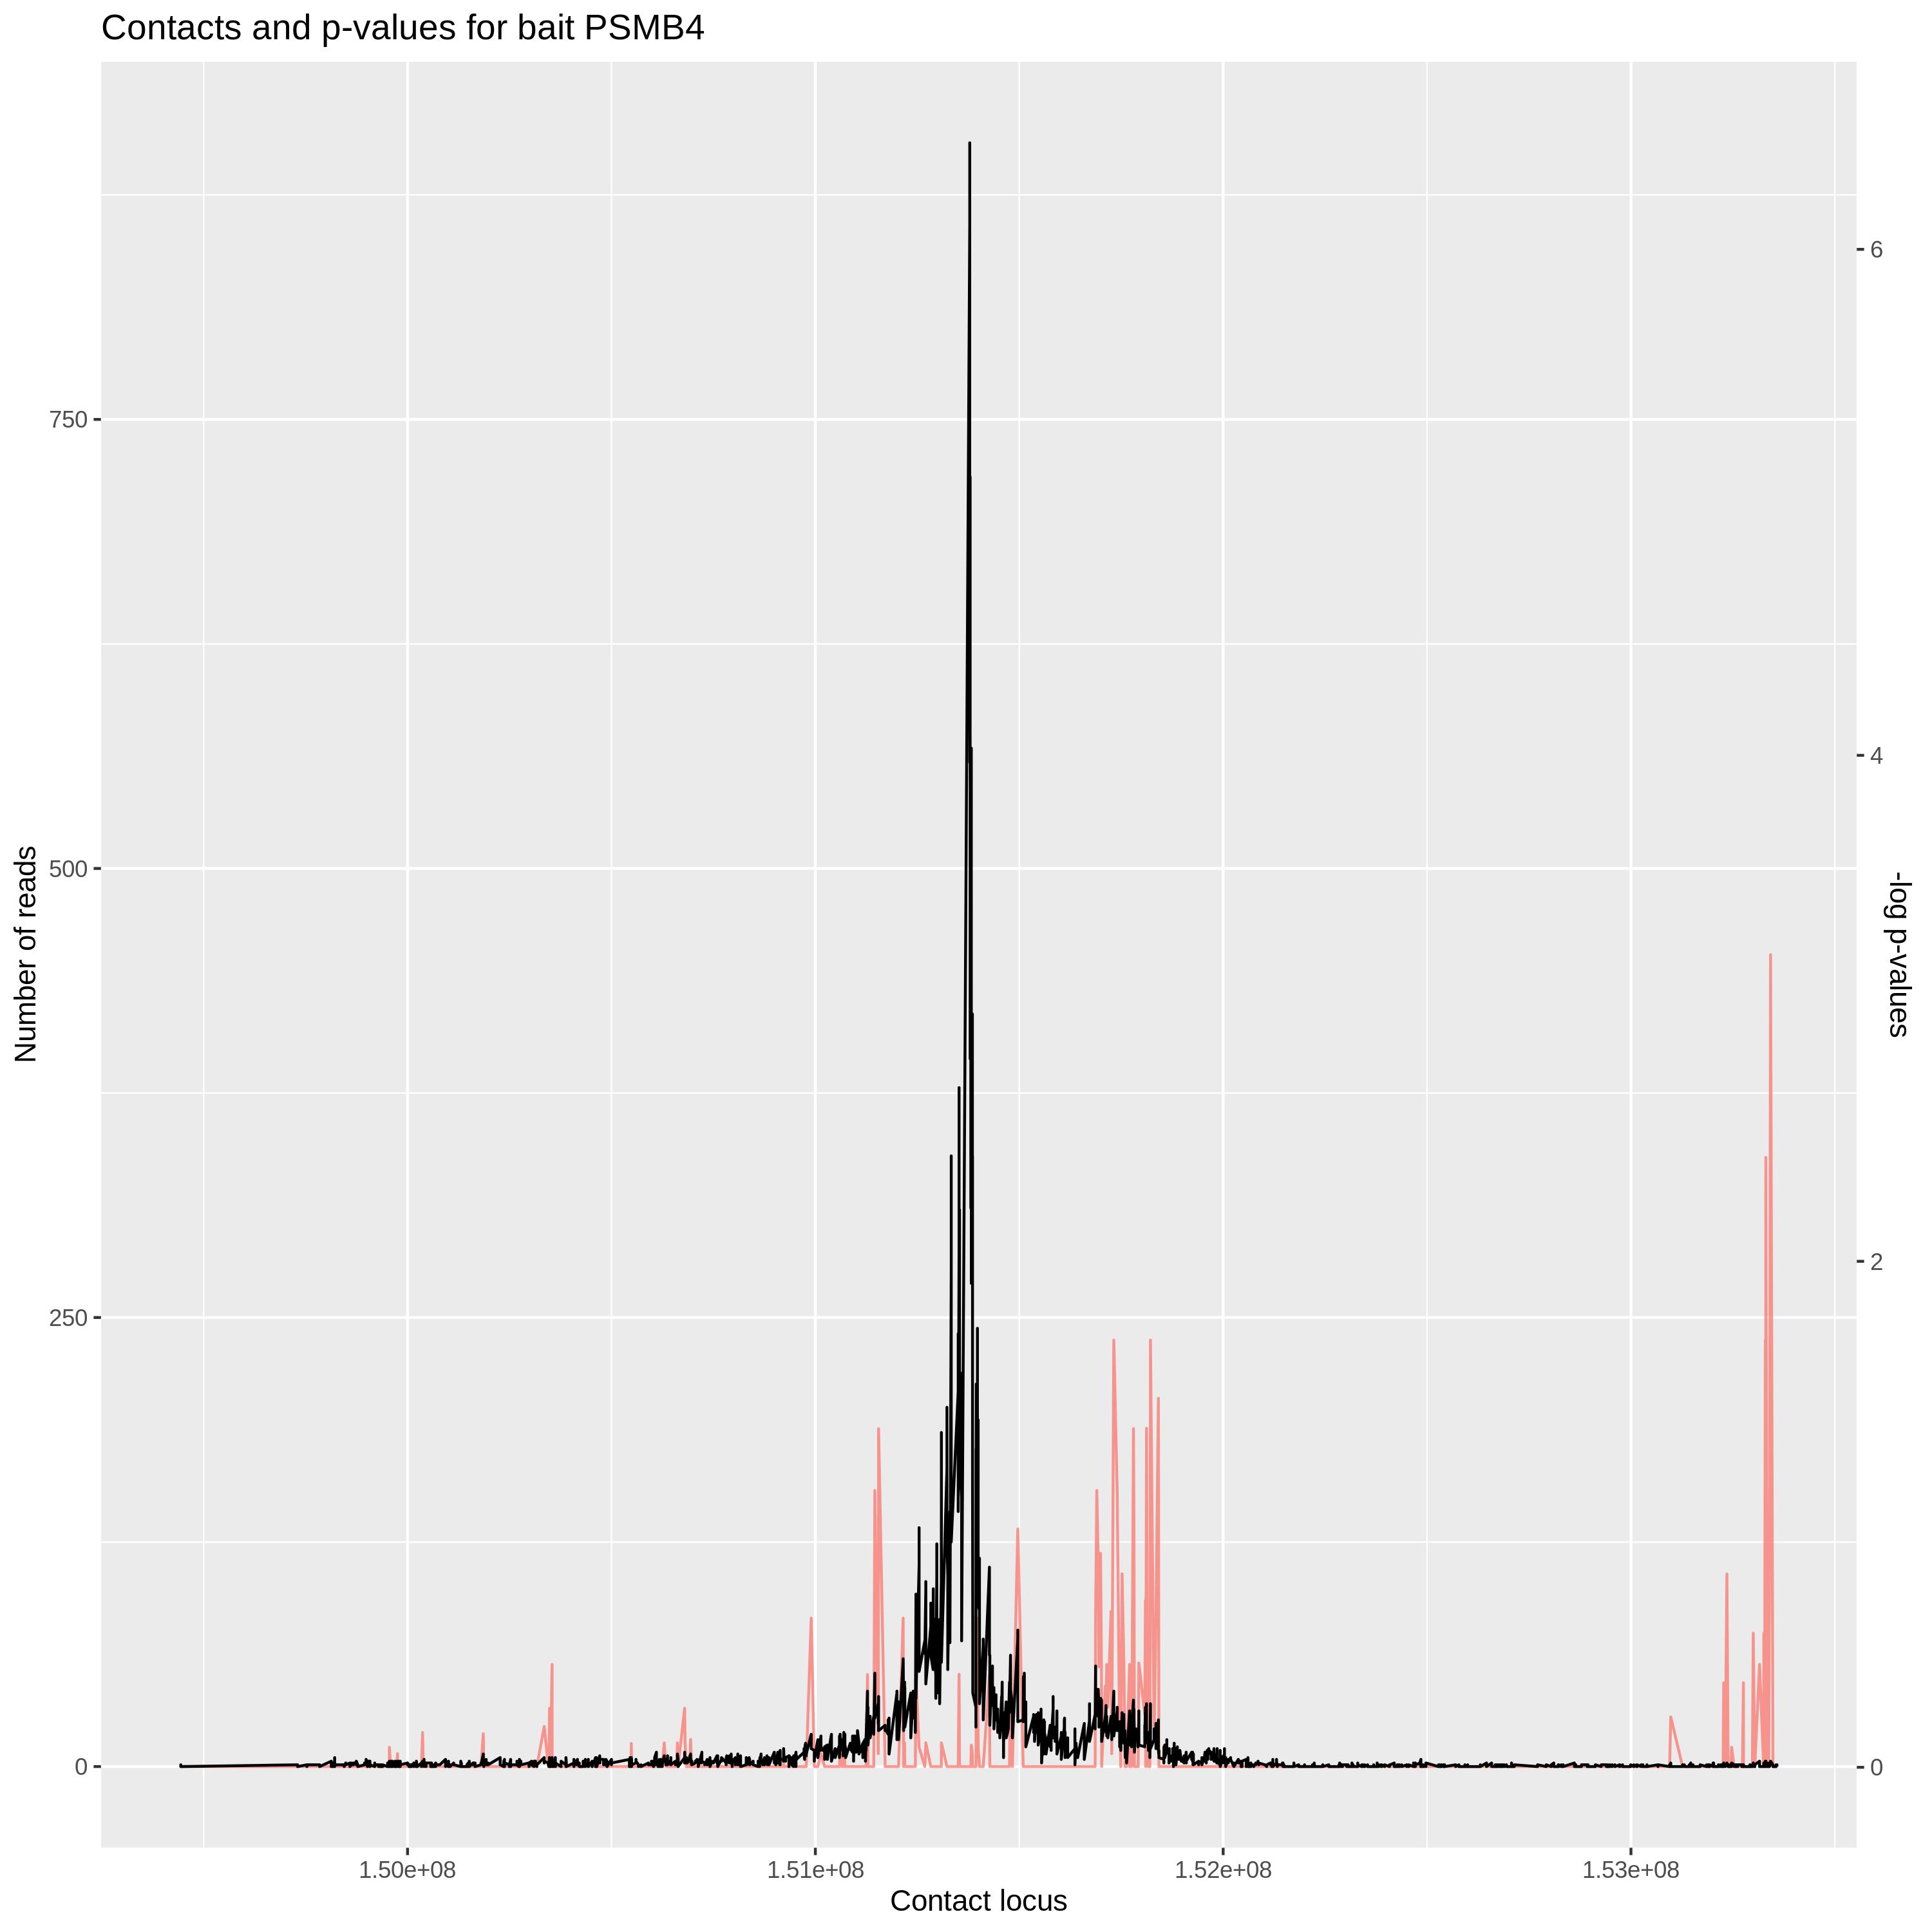 Contacts and p-values for bait PSMB4
Number of reads
750
500
250
0
6
4
2
0
-log p-values
1.50e+08
1.51e+08
1.52e+08
1.53e+08
Contact locus